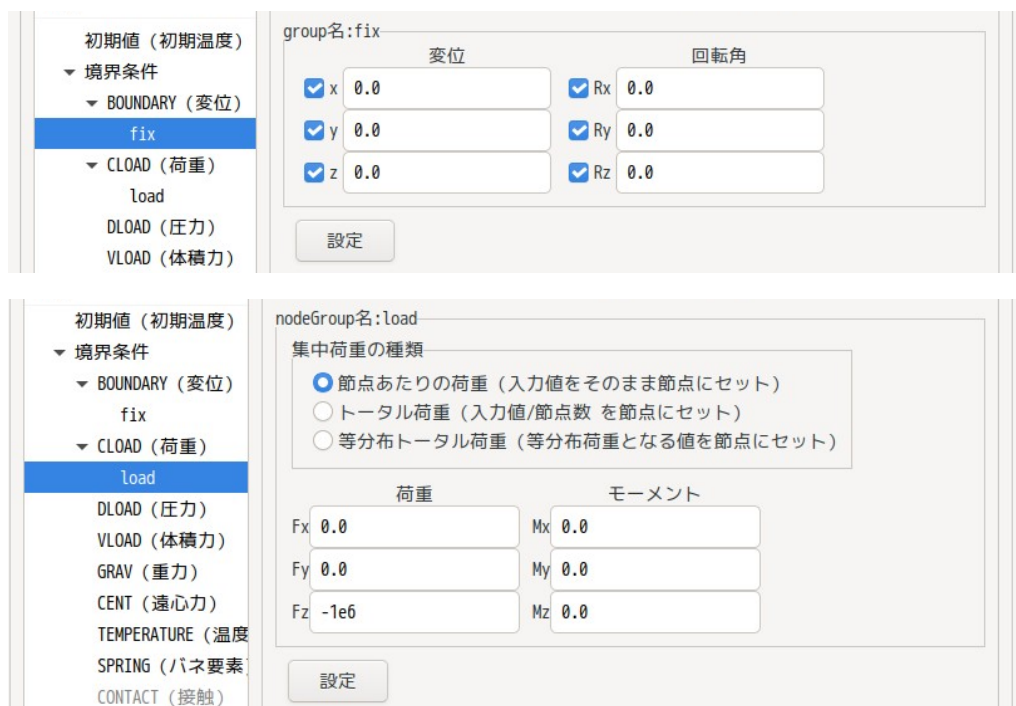 初期値（初期温度）
▼ 境界条件
▼ BOUNDARY（変位）
fix
▼ CLOAD（荷重）
load
DLOAD（圧力）
VLOAD（体積力）
group名:fix
変位 回転角
x 0.0 Rx 0.0
y 0.0 Ry 0.0
z 0.0 Rz 0.0
設定
初期値（初期温度）
▼ 境界条件
▼ BOUNDARY（変位）
fix
▼ CLOAD（荷重）
load
DLOAD（圧力）
VLOAD（体積力）
GRAV（重力）
CENT（遠心力）
TEMPERATURE（温度
SPRING（バネ要素
CONTACT（接触）
nodeGroup名:load
集中荷重の種類
節点あたりの荷重（入力値をそのまま節点にセット）
トータル荷重（入力値/節点数 を節点にセット）
等分布トータル荷重（等分布荷重となる値を節点にセット）
荷重 モーメント
Fx 0.0 Mx 0.0
Fy 0.0 My 0.0
Fz -1e6 Mz 0.0
設定